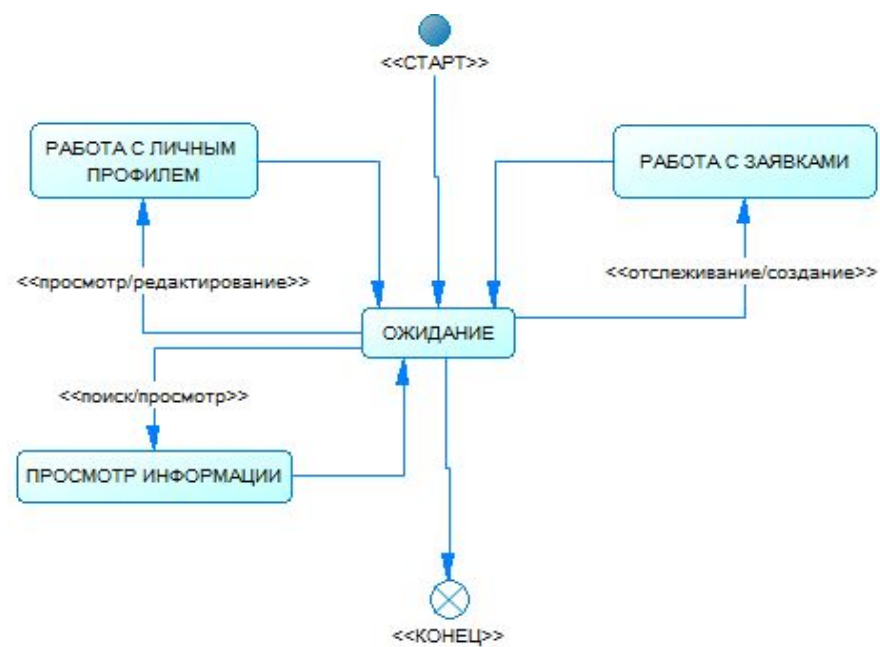 <<СТАРТ>>
РАБОТА С ЛИЧНЫМ
ПРОФИЛЕМ
РАБОТА С ЗАЯВКАМИ
<<просмотр/редактирование>>
<<отслеживание/создание>>
ОЖИДАНИЕ
<<поиск/просмотр>>
ПРОСМОТР ИНФОРМАЦИИ
<<КОНЕЦ>>